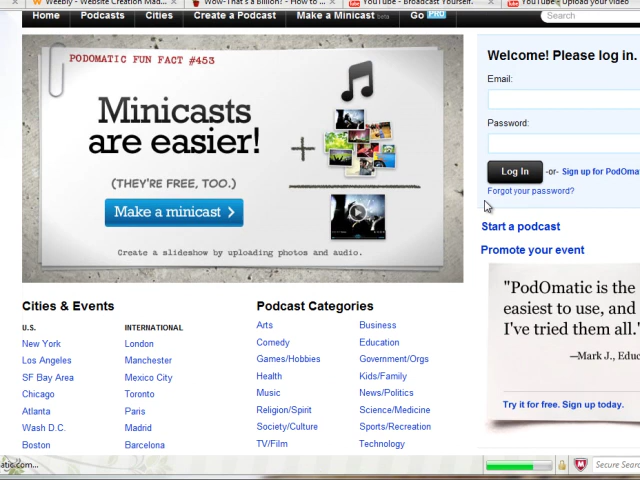 Weebly - Website Creation Mad...
Wow-That's a Billion! - How to ...
YouTube - Broadcast Yourself.
YouTube - Upload your video
Home
Podcasts
Cities
Create a Podcast
Make a Minicast beta
Go PRO
Search
PODOMATIC FUN FACT #453
Minicasts
are easier!
(THEY'RE FREE, TOO.)
Make a minicast
Create a slideshow by uploading photos and audio.
Welcome! Please log in.
Email:
Password:
Log In
-or- Sign up for PodOma
Forgot your password?
Start a podcast
Promote your event
"PodOmatic is the
easiest to use, and
I've tried them all."
—Mark J., Educ
Try it for free. Sign up today.
Cities & Events
U.S.
New York
Los Angeles
SF Bay Area
Chicago
Atlanta
Wash D.C.
Boston
INTERNATIONAL
London
Manchester
Mexico City
Toronto
Paris
Madrid
Barcelona
Podcast Categories
Arts
Comedy
Games/Hobbies
Health
Music
Religion/Spirit
Society/Culture
TV/Film
Business
Education
Government/Orgs
Kids/Family
News/Politics
Science/Medicine
Sports/Recreation
Technology
atic.com...
Secure Searc